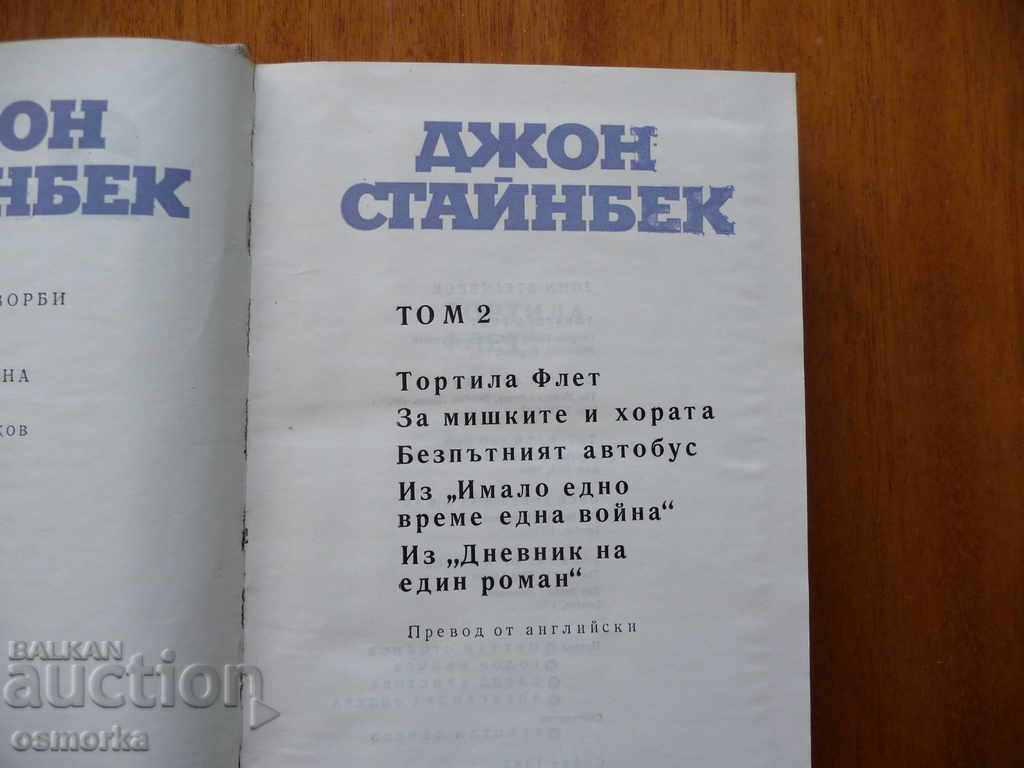 ОН
НБЕК
ВОРБИ
НА
КОВ
ДЖОН
СТАЙНБЕК
ТОМ 2
Тортила Флет
За мишките и хората
Безпътният автобус
Из „Имало едно
време една война“
Из „Дневник на
един роман“
Превод от английски
BALKAN
auction
osmorka